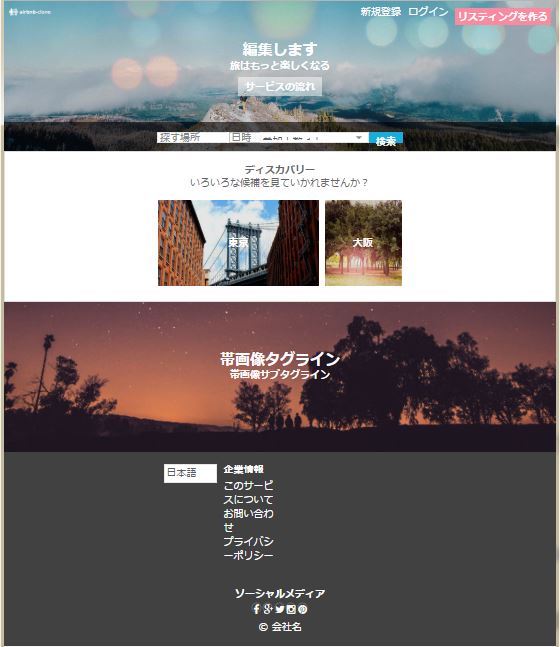 airbnb-clone
新規登録 ログイン リスティングを作る
編集します
旅はもっと楽しくなる
サービスの流れ
探す場所 日時 検索
ディスカバリー
いろいろな候補を見ていかれませんか?
東京 大阪
帯画像タグライン
帯画像サブタグライン
日本語
企業情報
このサービ
スについて
お問い合わ
せ
プライバシ
ーポリシー
ソーシャルメディア
© 会社名